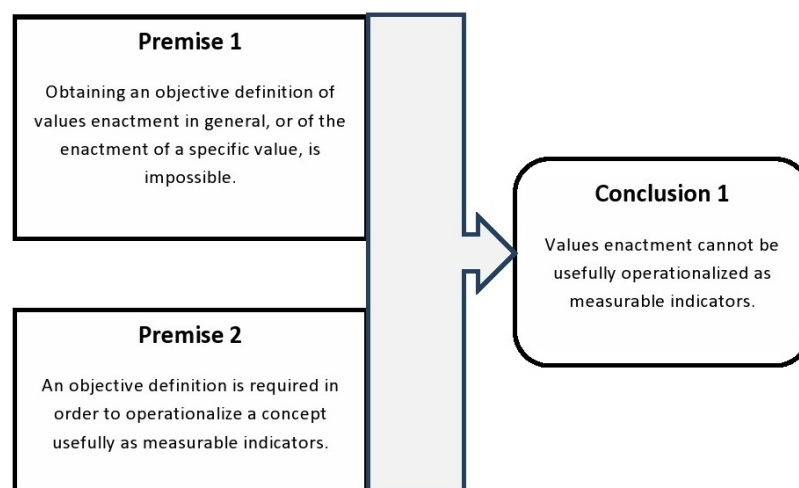 Premise 1
Obtaining an objective definition of
values enactment in general, or of the
enactment of a specific value, is
impossible.
Premise 2
An objective definition is required in
order to operationalize a concept
usefully as measurable indicators.
Conclusion 1
Values enactment cannot be
usefully operationalized as
measurable indicators.